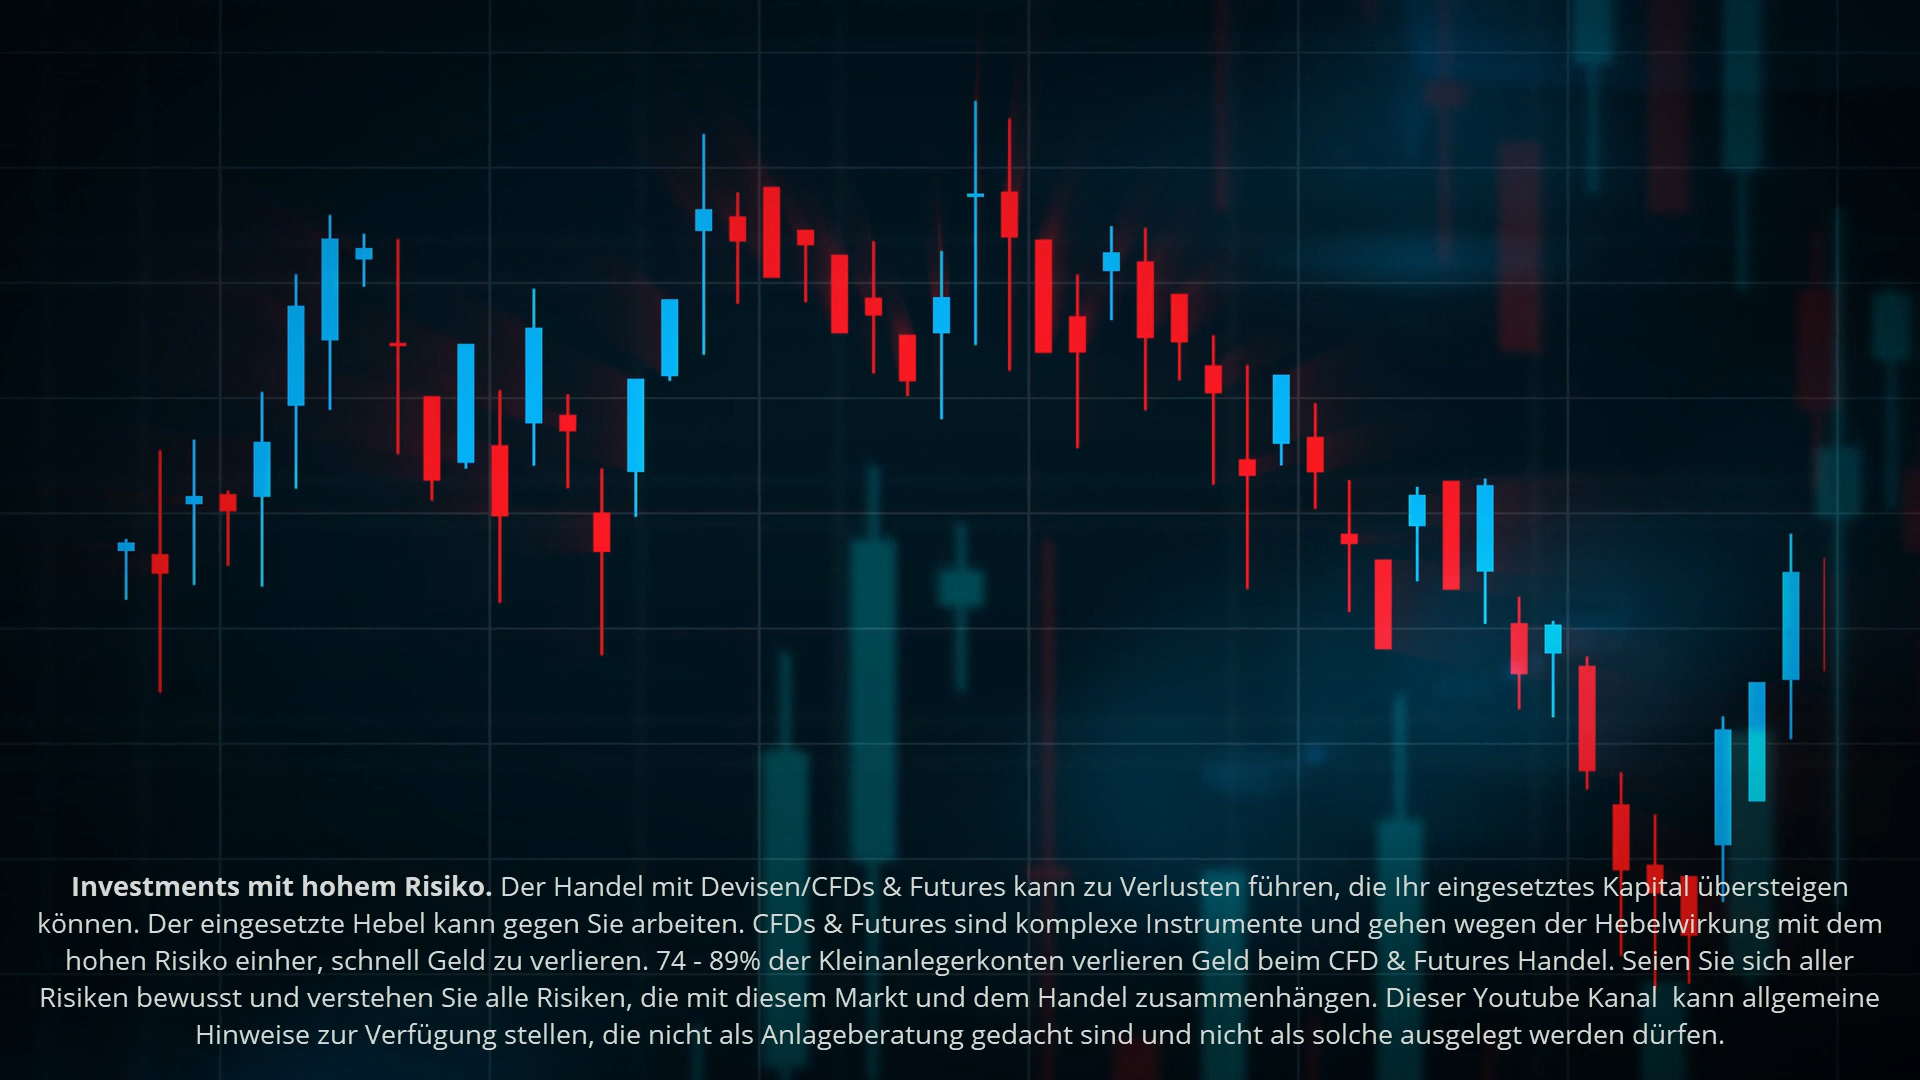 Investments mit hohem Risiko. Der Handel mit Devisen/CFDs & Futures kann zu Verlusten führen, die Ihr eingesetztes Kapital übersteigen
können. Der eingesetzte Hebel kann gegen Sie arbeiten. CFDs & Futures sind komplexe Instrumente und gehen wegen der Hebelwirkung mit dem
hohen Risiko einher, schnell Geld zu verlieren. 74 - 89% der Kleinanlegerkonten verlieren Geld beim CFD & Futures Handel. Seien Sie sich aller
Risiken bewusst und verstehen Sie alle Risiken, die mit diesem Markt und dem Handel zusammenhängen. Dieser Youtube Kanal  kann allgemeine
Hinweise zur Verfügung stellen, die nicht als Anlageberatung gedacht sind und nicht als solche ausgelegt werden dürfen.